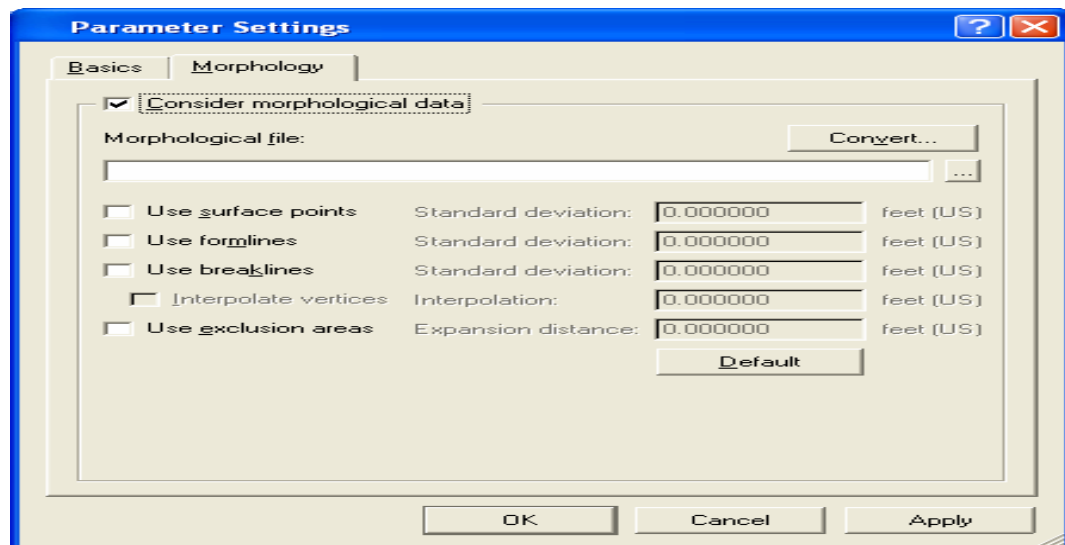 Parameter Settings
Basics Morphology
Consider morphological data
Morphological file: Convert...
...
Use surface points Standard deviation: 0.000000 feet (US)
Use formlines Standard deviation: 0.000000 feet (US)
Use breaklines Standard deviation: 0.000000 feet (US)
Interpolate vertices Interpolation: 0.000000 feet (US)
Use exclusion areas Expansion distance: 0.000000 feet (US)
Default
OK Cancel Apply